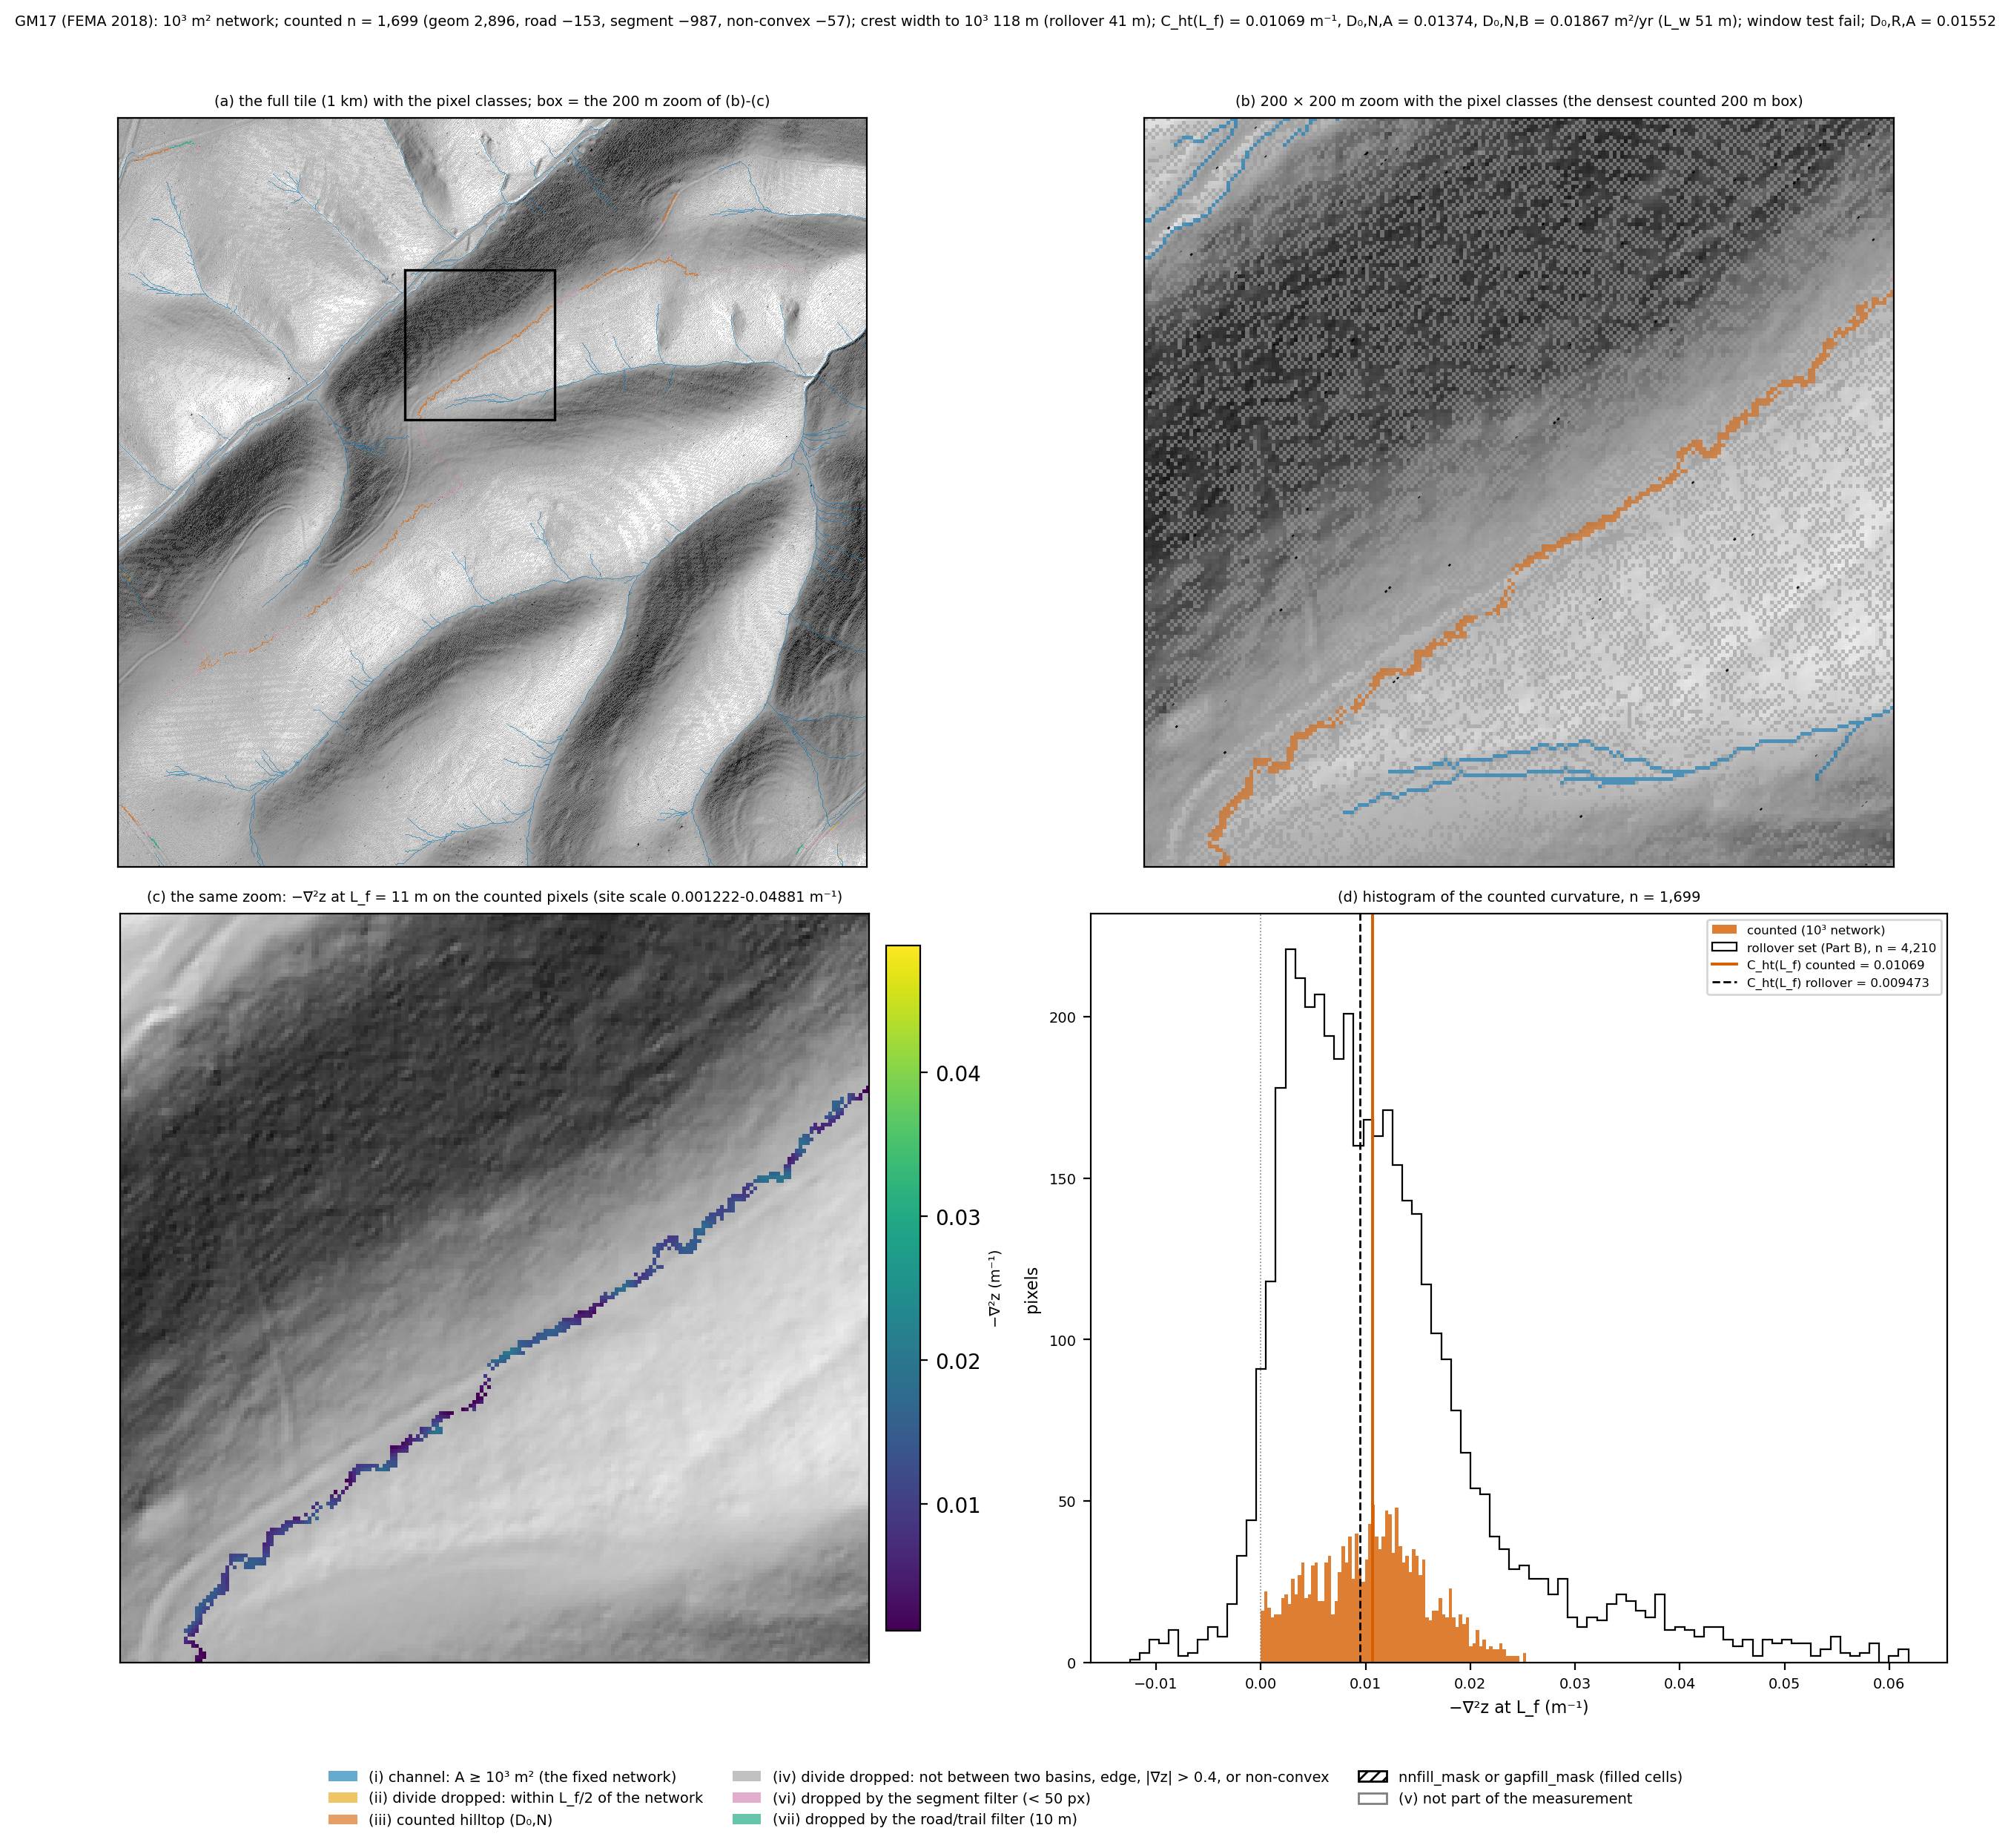 GM17 (FEMA 2018): 10³ m² network; counted n = 1,699 (geom 2,896, road −153, segment −987, non-convex −57); crest width to 10³ 118 m (rollover 41 m); C_ht(L_f) = 0.01069 m⁻¹, D₀,N,A = 0.01374, D₀,N,B = 0.01867 m²/yr (L_w 51 m); window test fail; D₀,R,A = 0.01552
(a) the full tile (1 km) with the pixel classes; box = the 200 m zoom of (b)-(c)
(b) 200 × 200 m zoom with the pixel classes (the densest counted 200 m box)
(c) the same zoom: −∇²z at L_f = 11 m on the counted pixels (site scale 0.001222-0.04881 m⁻¹)
0.04
0.03
0.02
0.01
−∇²z (m⁻¹)
(d) histogram of the counted curvature, n = 1,699
counted (10³ network)
rollover set (Part B), n = 4,210
C_ht(L_f) counted = 0.01069
C_ht(L_f) rollover = 0.009473
200
150
100
50
0
pixels
−0.01 0.00 0.01 0.02 0.03 0.04 0.05 0.06
−∇²z at L_f (m⁻¹)
(i) channel: A ≥ 10³ m² (the fixed network)
(ii) divide dropped: within L_f/2 of the network
(iii) counted hilltop (D₀,N)
(iv) divide dropped: not between two basins, edge, |∇z| > 0.4, or non-convex
(vi) dropped by the segment filter (< 50 px)
(vii) dropped by the road/trail filter (10 m)
nnfill_mask or gapfill_mask (filled cells)
(v) not part of the measurement